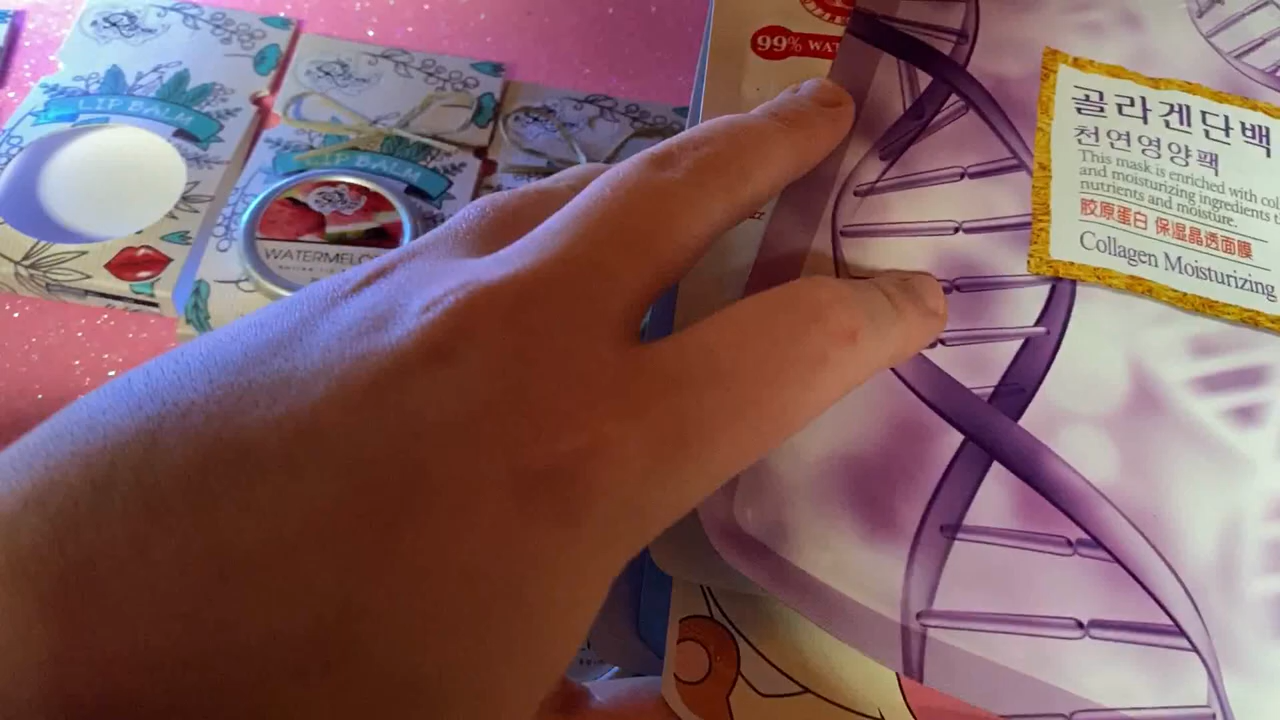 LIP BALM
LIP BALM
WATERMELO
99% WAT
골라겐단백
천연영양팩
This mask is enriched with col
and moisturizing ingredients
nutrients and moisture.
胶原蛋白 保湿晶透面膜
Collagen Moisturizing